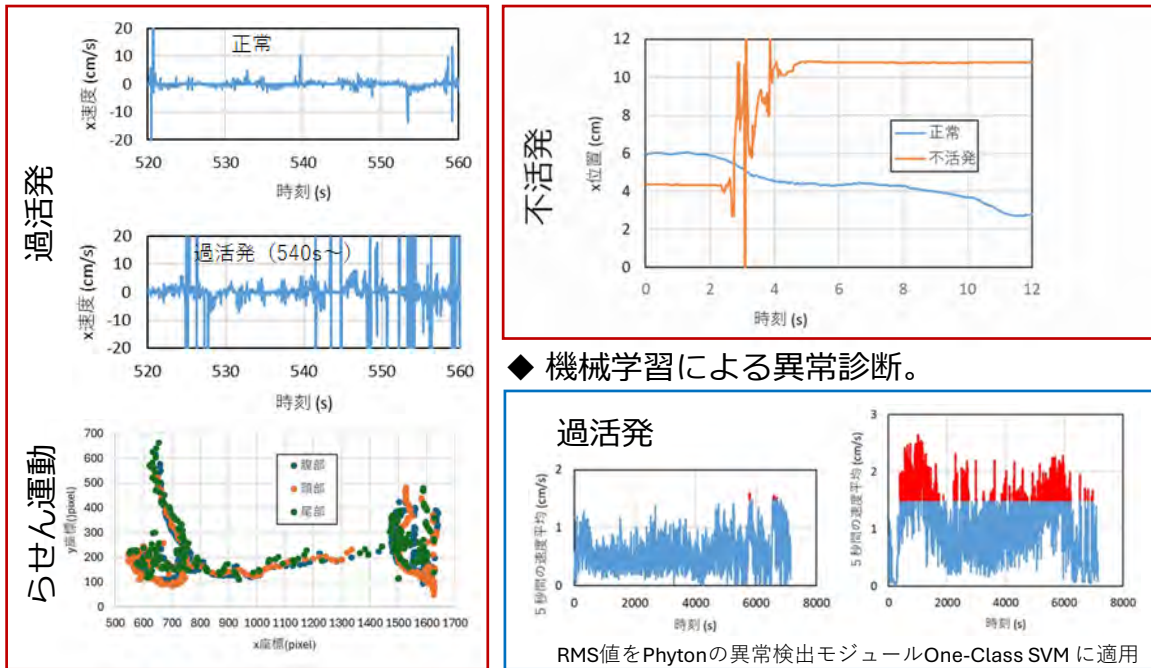 過活発
正常
x速度 (cm/s)
20
10
0
-10
-20
520
530
540
550
560
時刻 (s)
過活発（540s～）
x速度 (cm/s)
20
10
0
-10
-20
520
530
540
550
560
時刻 (s)
らせん運動
y座標()pixel)
700
600
500
400
300
200
100
0
腹部
頭部
尾部
500 600 700 800 900 1000 1100 1200 1300 1400 1500 1600 1700
x座標(pixel)
不活発
x位置 (cm)
12
10
8
6
4
2
0
正常
不活発
0
2
4
6
8
10
12
時刻 (s)
◆ 機械学習による異常診断。
過活発
5 秒間の速度平均 (cm/s)
2
1
0
0
2000
4000
6000
8000
時刻 (s)
5 秒間の速度平均 (cm/s)
3
2
1
0
0
2000
4000
6000
8000
時刻 (s)
RMS値をPhytonの異常検出モジュールOne-Class SVM に適用